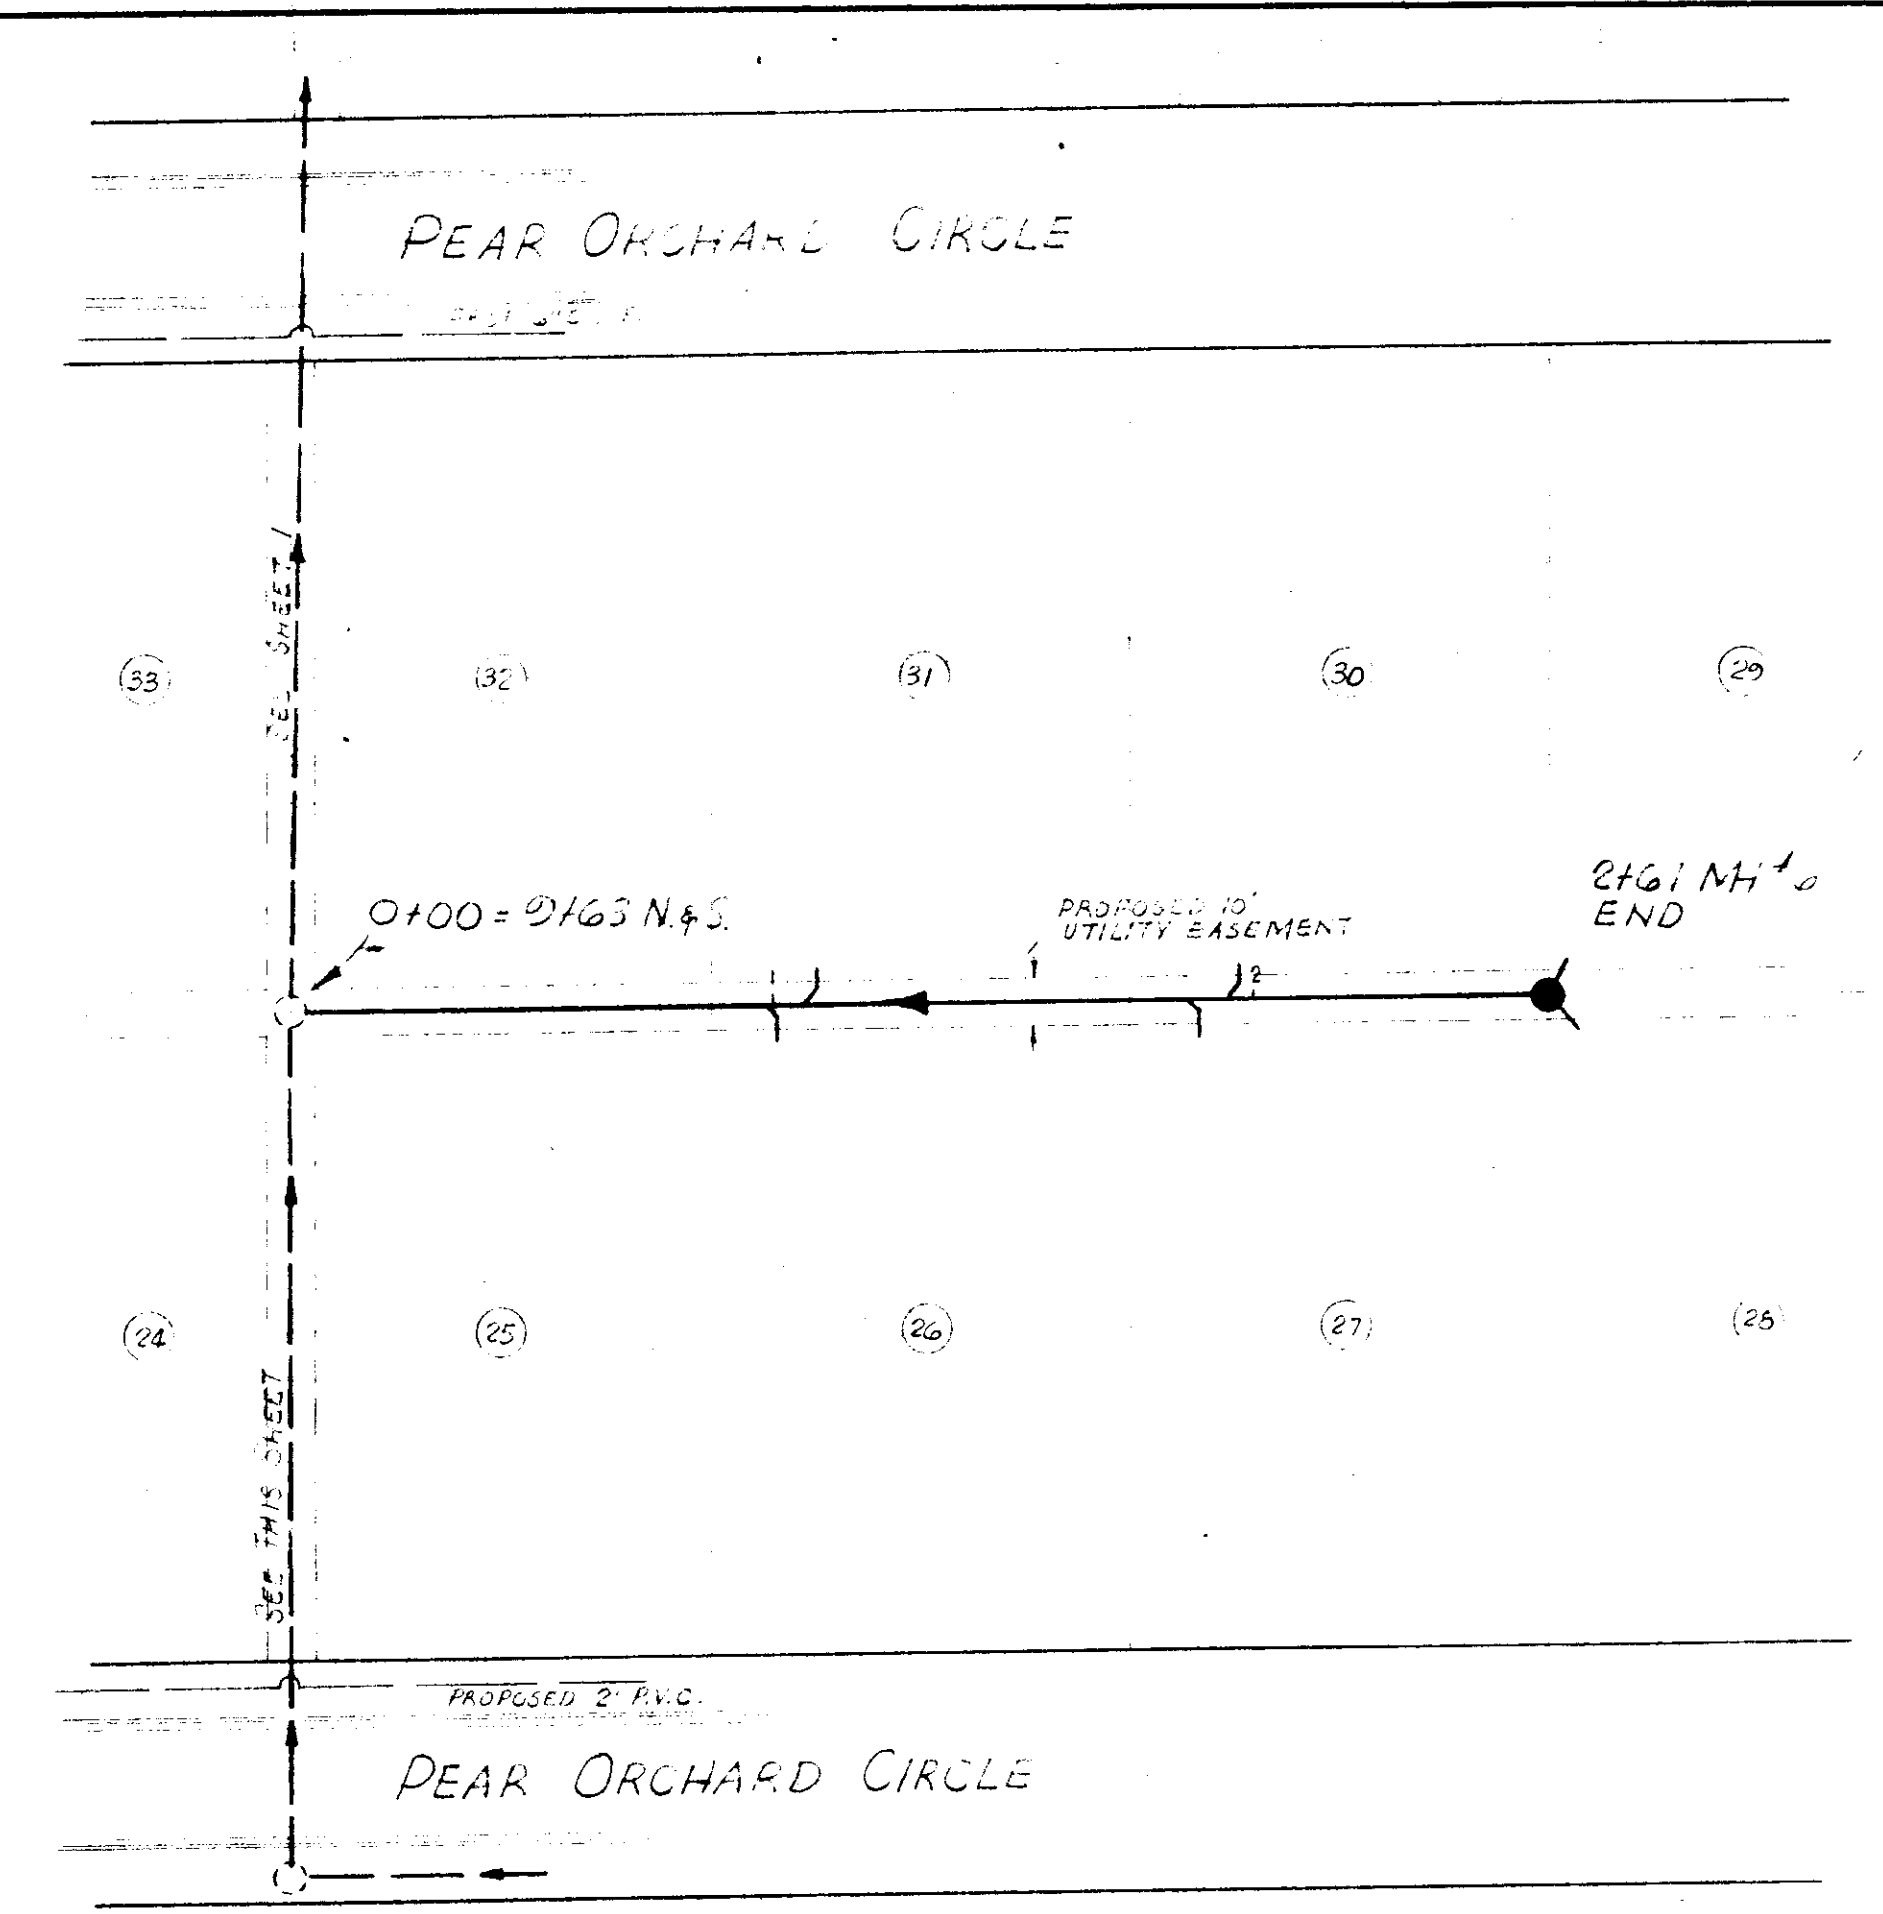 PEAR ORCHARD CIRCLE
SEE SHEET 1
(33)
(32)
(31)
(30)
(29)
0+00 = 9+63 N.&S.
PROPOSED 10'
UTILITY EASEMENT
2+61 MH
END
2
(24)
(25)
(26)
(27)
(28)
SEE THIS SHEET
PROPOSED 2" P.V.C.
PEAR ORCHARD CIRCLE